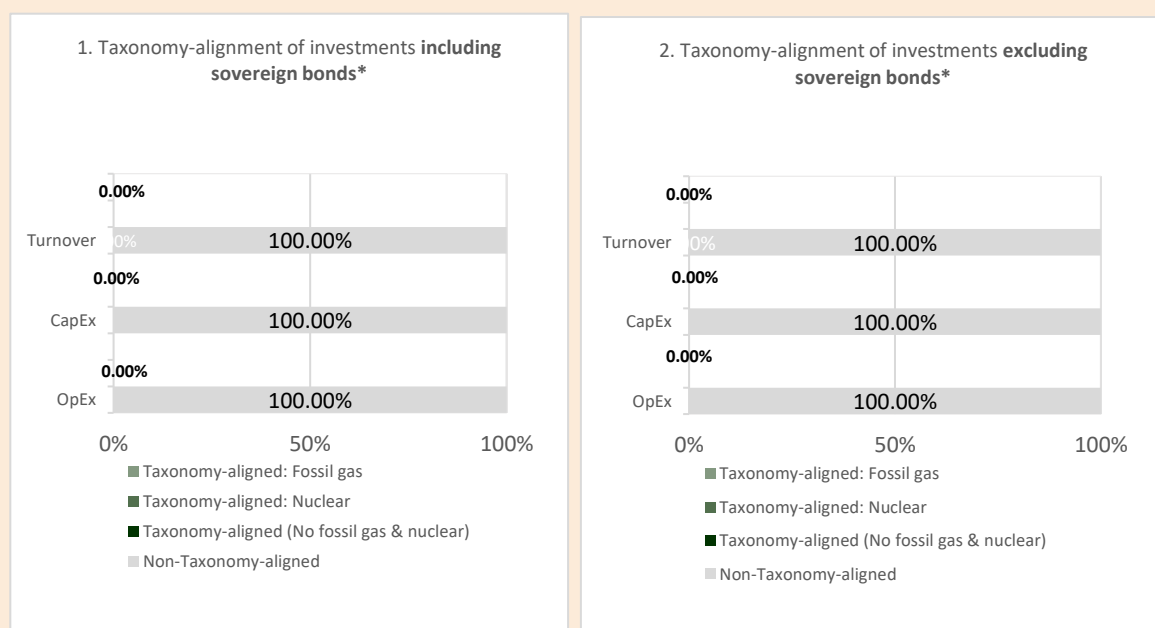 1. Taxonomy-alignment of investments including
sovereign bonds*
0.00%
Turnover 0% 100.00%
0.00%
CapEx 100.00%
0.00%
OpEx 100.00%
0% 50% 100%
Taxonomy-aligned: Fossil gas
Taxonomy-aligned: Nuclear
Taxonomy-aligned (No fossil gas & nuclear)
Non-Taxonomy-aligned
2. Taxonomy-alignment of investments excluding
sovereign bonds*
0.00%
Turnover 0% 100.00%
0.00%
CapEx 100.00%
0.00%
OpEx 100.00%
0% 50% 100%
Taxonomy-aligned: Fossil gas
Taxonomy-aligned: Nuclear
Taxonomy-aligned (No fossil gas & nuclear)
Non-Taxonomy-aligned